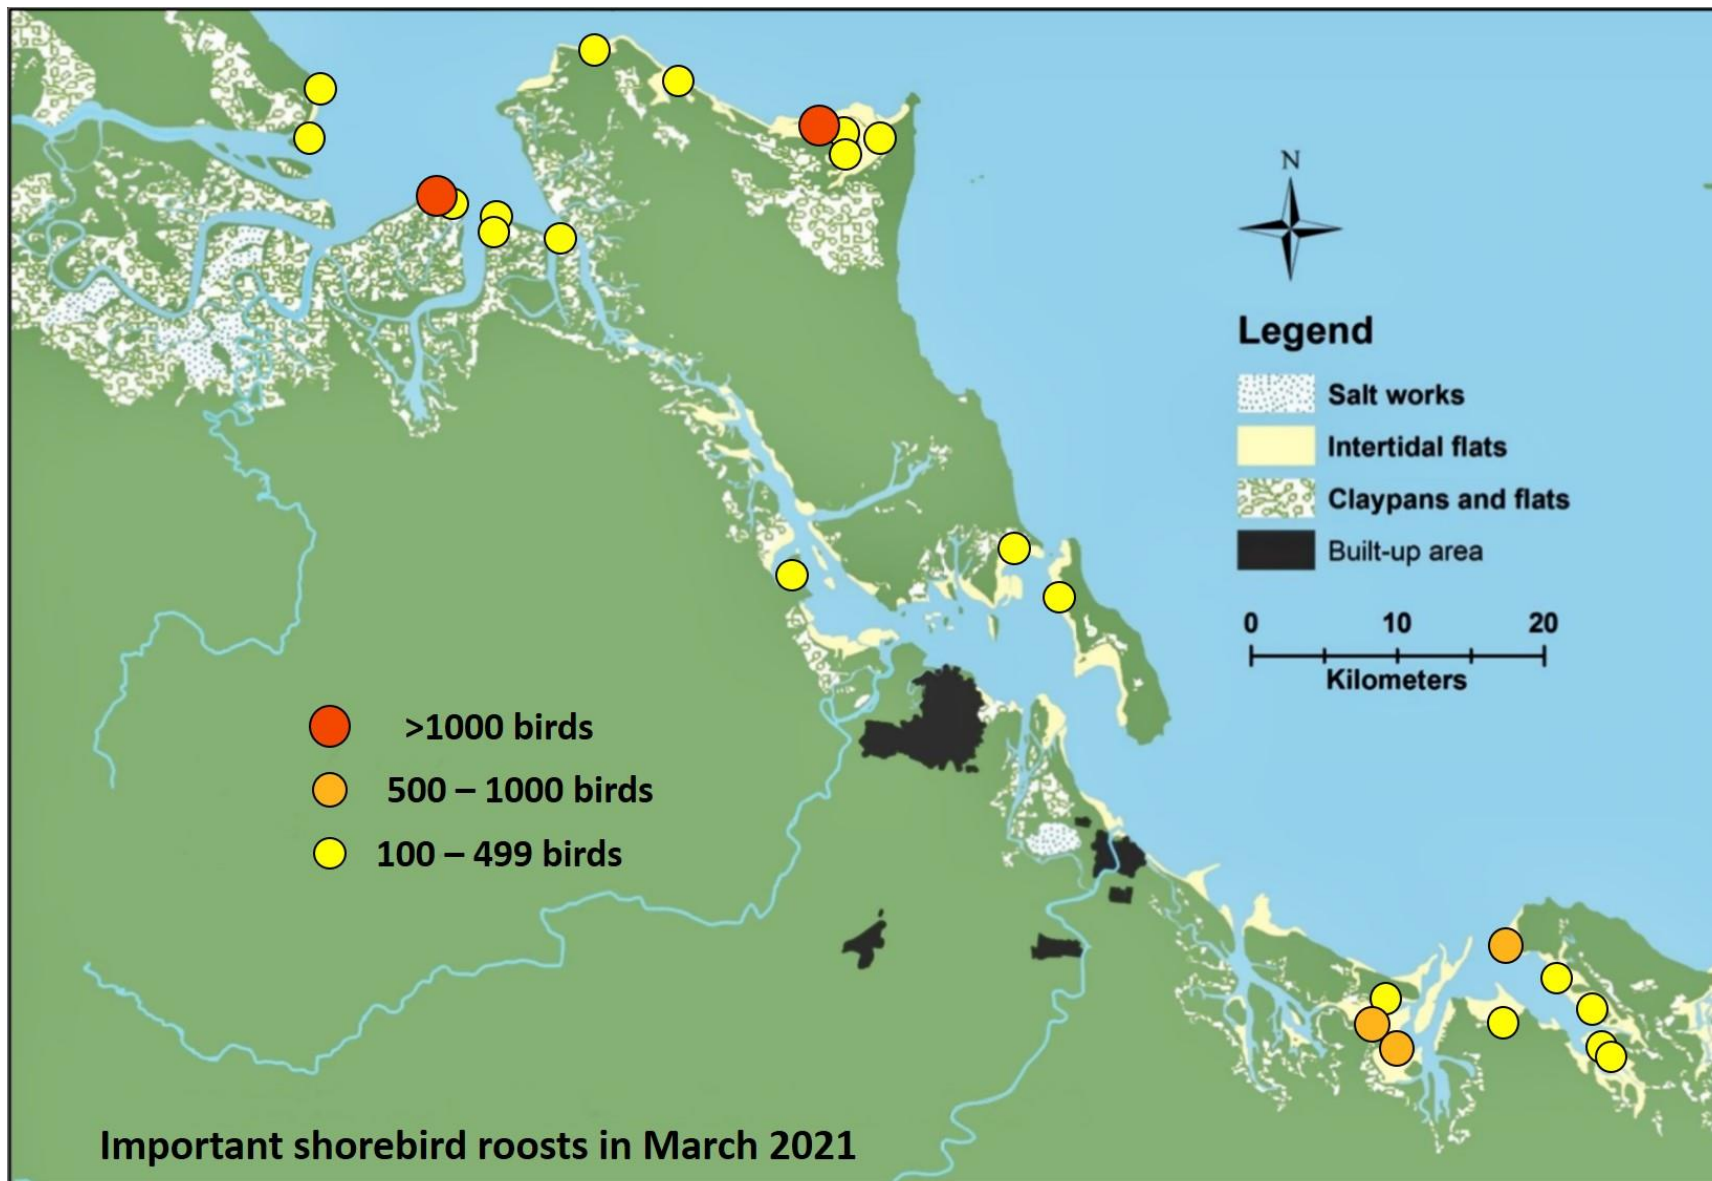 N
Legend
Salt works
Intertidal flats
Claypans and flats
Built-up area
0 10 20
Kilometers
>1000 birds
500 – 1000 birds
100 – 499 birds
Important shorebird roosts in March 2021